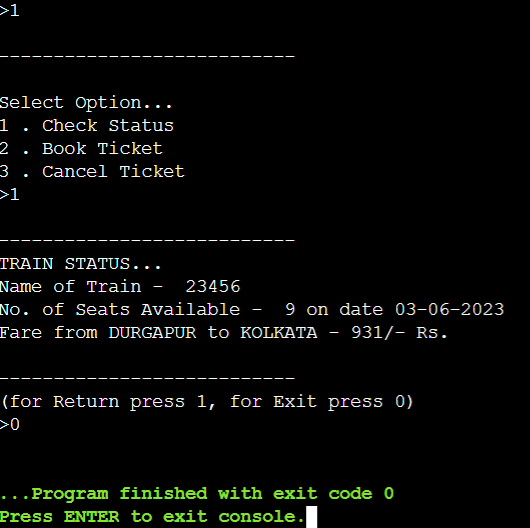 >1
----------------------------
Select Option...
1 . Check Status
2 . Book Ticket
3 . Cancel Ticket
>1
----------------------------
TRAIN STATUS...
Name of Train -  23456
No. of Seats Available -  9 on date 03-06-2023
Fare from DURGAPUR to KOLKATA - 931/- Rs.
----------------------------
(for Return press 1, for Exit press 0)
>0
...Program finished with exit code 0
Press ENTER to exit console.